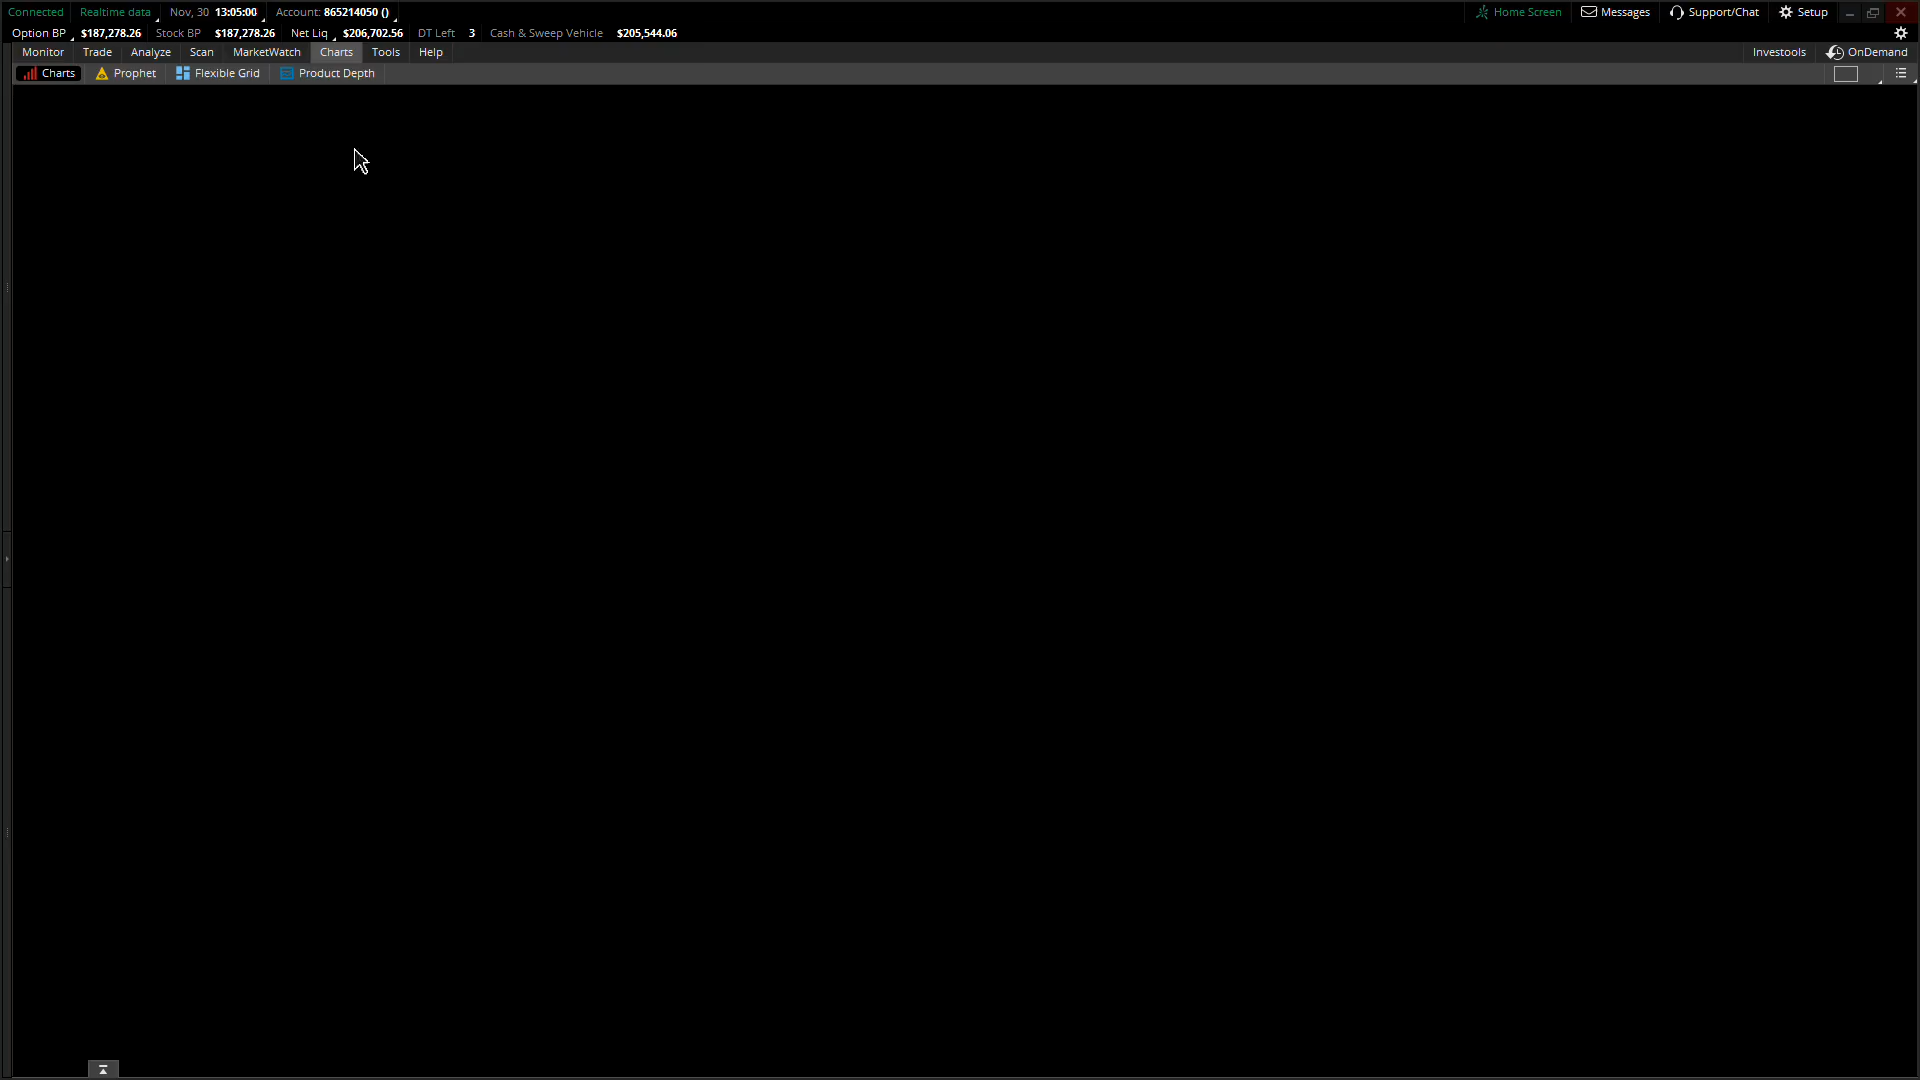 Connected Realtime data Nov, 30 13:05:00 Account: 865214050 () Home Screen Messages Support/Chat Setup
Option BP $187,278.26 Stock BP $187,278.26 Net Liq $206,702.56 DT Left 3 Cash & Sweep Vehicle $205,544.06
Monitor Trade Analyze Scan MarketWatch Charts Tools Help Investools OnDemand
Charts Prophet Flexible Grid Product Depth